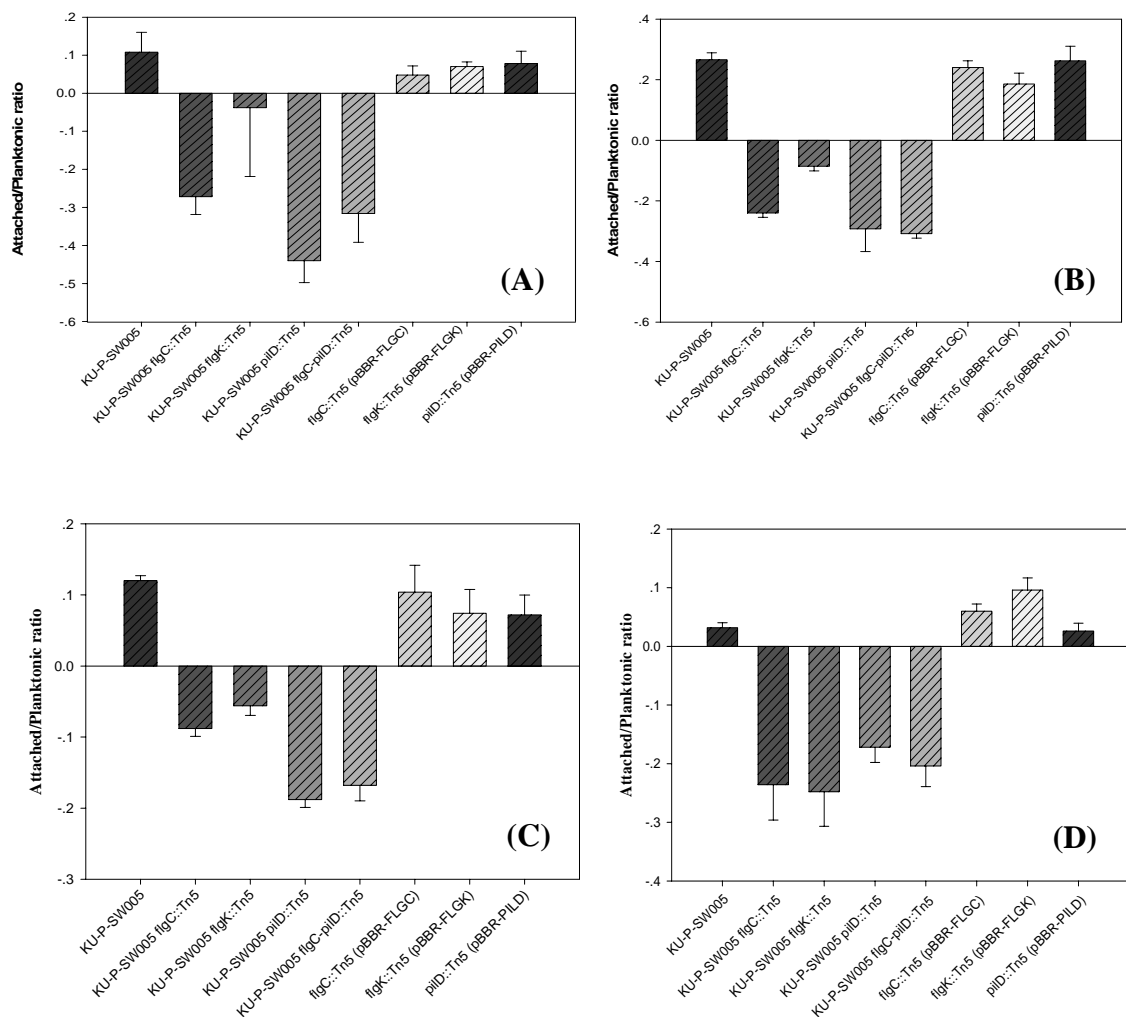 .2
.1
0.0
-.1
-.2
-.3
-.4
-.5
-.6
Attached/Planktonic ratio
(A)
KU-P-SW005
KU-P-SW005 flgC::Tn5
KU-P-SW005 flgK::Tn5
KU-P-SW005 pilD::Tn5
KU-P-SW005 flgC-pilD::Tn5
flgC::Tn5 (pBBR-FLGC)
flgK::Tn5 (pBBR-FLGK)
pilD::Tn5 (pBBR-PILD)
0.4
0.2
0.0
-.2
-.4
-.6
Attached/Planktonic ratio
(B)
KU-P-SW005
KU-P-SW005 flgC::Tn5
KU-P-SW005 flgK::Tn5
KU-P-SW005 pilD::Tn5
KU-P-SW005 flgC-pilD::Tn5
flgC::Tn5 (pBBR-FLGC)
flgK::Tn5 (pBBR-FLGK)
pilD::Tn5 (pBBR-PILD)
.2
.1
0.0
-.1
-.2
-.3
Attached/Planktonic ratio
(C)
KU-P-SW005
KU-P-SW005 flgC::Tn5
KU-P-SW005 flgK::Tn5
KU-P-SW005 pilD::Tn5
KU-P-SW005 flgC-pilD::Tn5
flgC::Tn5 (pBBR-FLGC)
flgK::Tn5 (pBBR-FLGK)
pilD::Tn5 (pBBR-PILD)
.2
.1
0.0
-.1
-.2
-.3
-.4
Attached/Planktonic ratio
(D)
KU-P-SW005
KU-P-SW005 flgC::Tn5
KU-P-SW005 flgK::Tn5
KU-P-SW005 pilD::Tn5
KU-P-SW005 flgC-pilD::Tn5
flgC::Tn5 (pBBR-FLGC)
flgK::Tn5 (pBBR-FLGK)
pilD::Tn5 (pBBR-PILD)